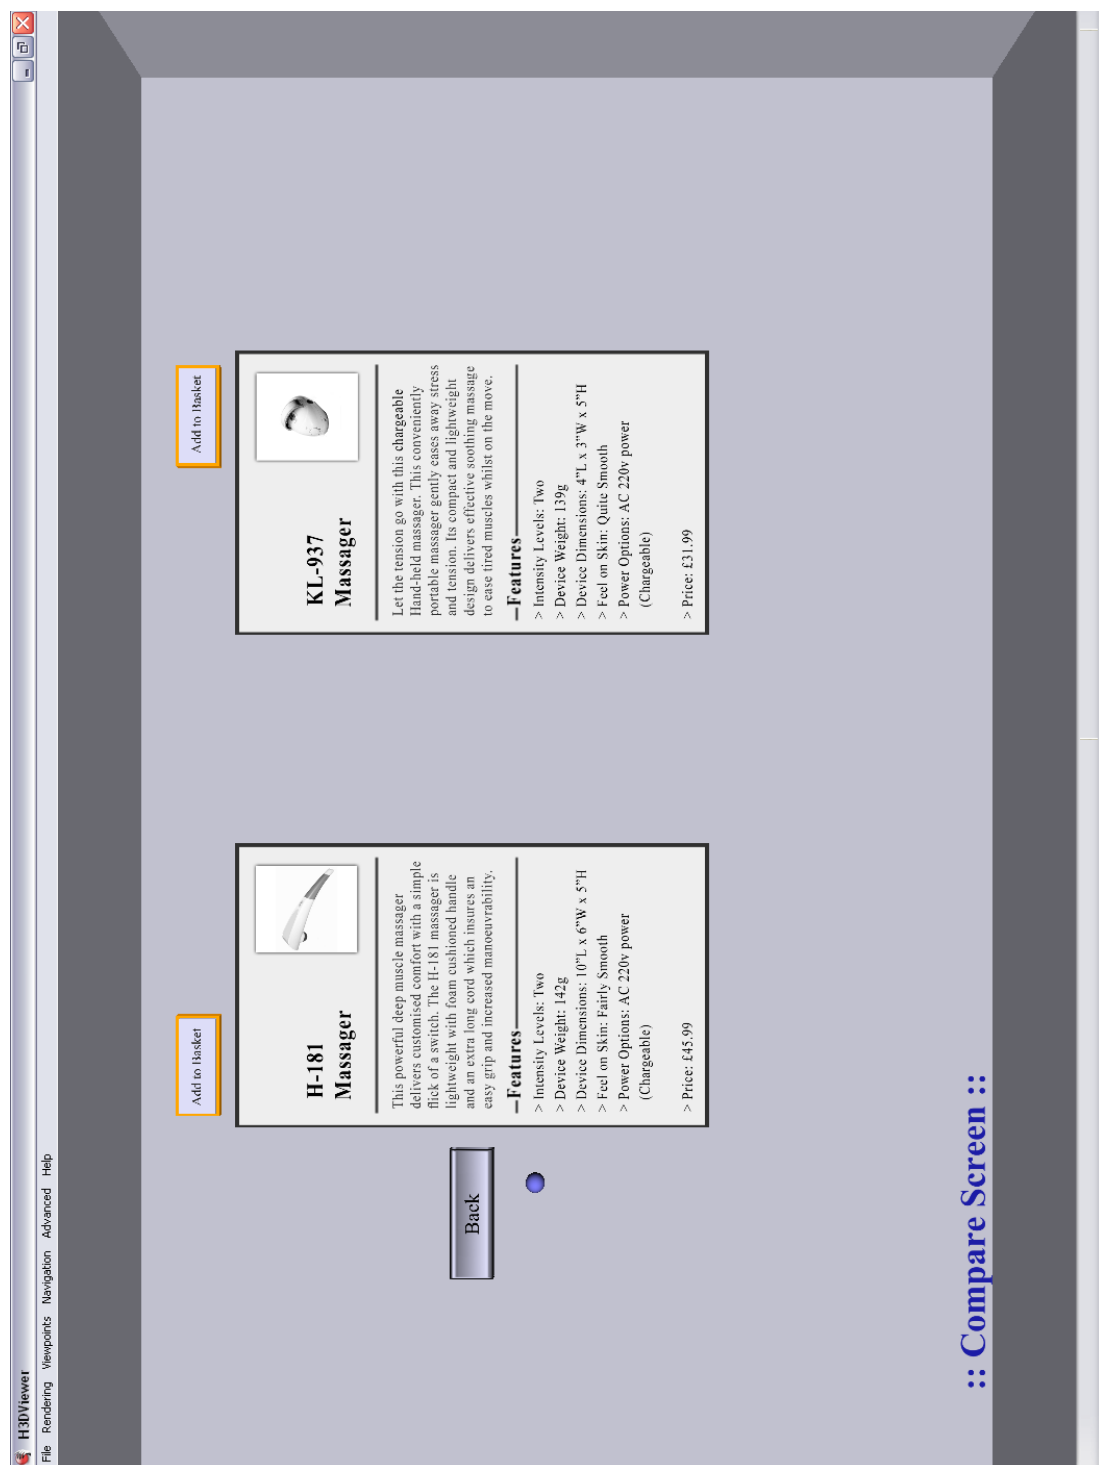 H3DViewer
File Rendering Viewpoints Navigation Advanced Help
Add to Basket
Add to Basket
H-181
Massager
This powerful deep muscle massager
delivers customised comfort with a simple
flick of a switch. The H-181 massager is
lightweight with foam cushioned handle
and an extra long cord which insures an
easy grip and increased manoeuvrability.
Features
> Intensity Levels: Two
> Device Weight: 142g
> Device Dimensions: 10”L x 6”W x 5”H
> Feel on Skin: Fairly Smooth
> Power Options: AC 220v power
(Chargeable)
> Price: £45.99
KL-937
Massager
Let the tension go with this chargeable
Hand-held massager. This conveniently
portable massager gently eases away stress
and tension. Its compact and lightweight
design delivers effective soothing massage
to ease tired muscles whilst on the move.
Features
> Intensity Levels: Two
> Device Weight: 139g
> Device Dimensions: 4”L x 3”W x 5”H
> Feel on Skin: Quite Smooth
> Power Options: AC 220v power
(Chargeable)
> Price: £31.99
Back
:: Compare Screen ::